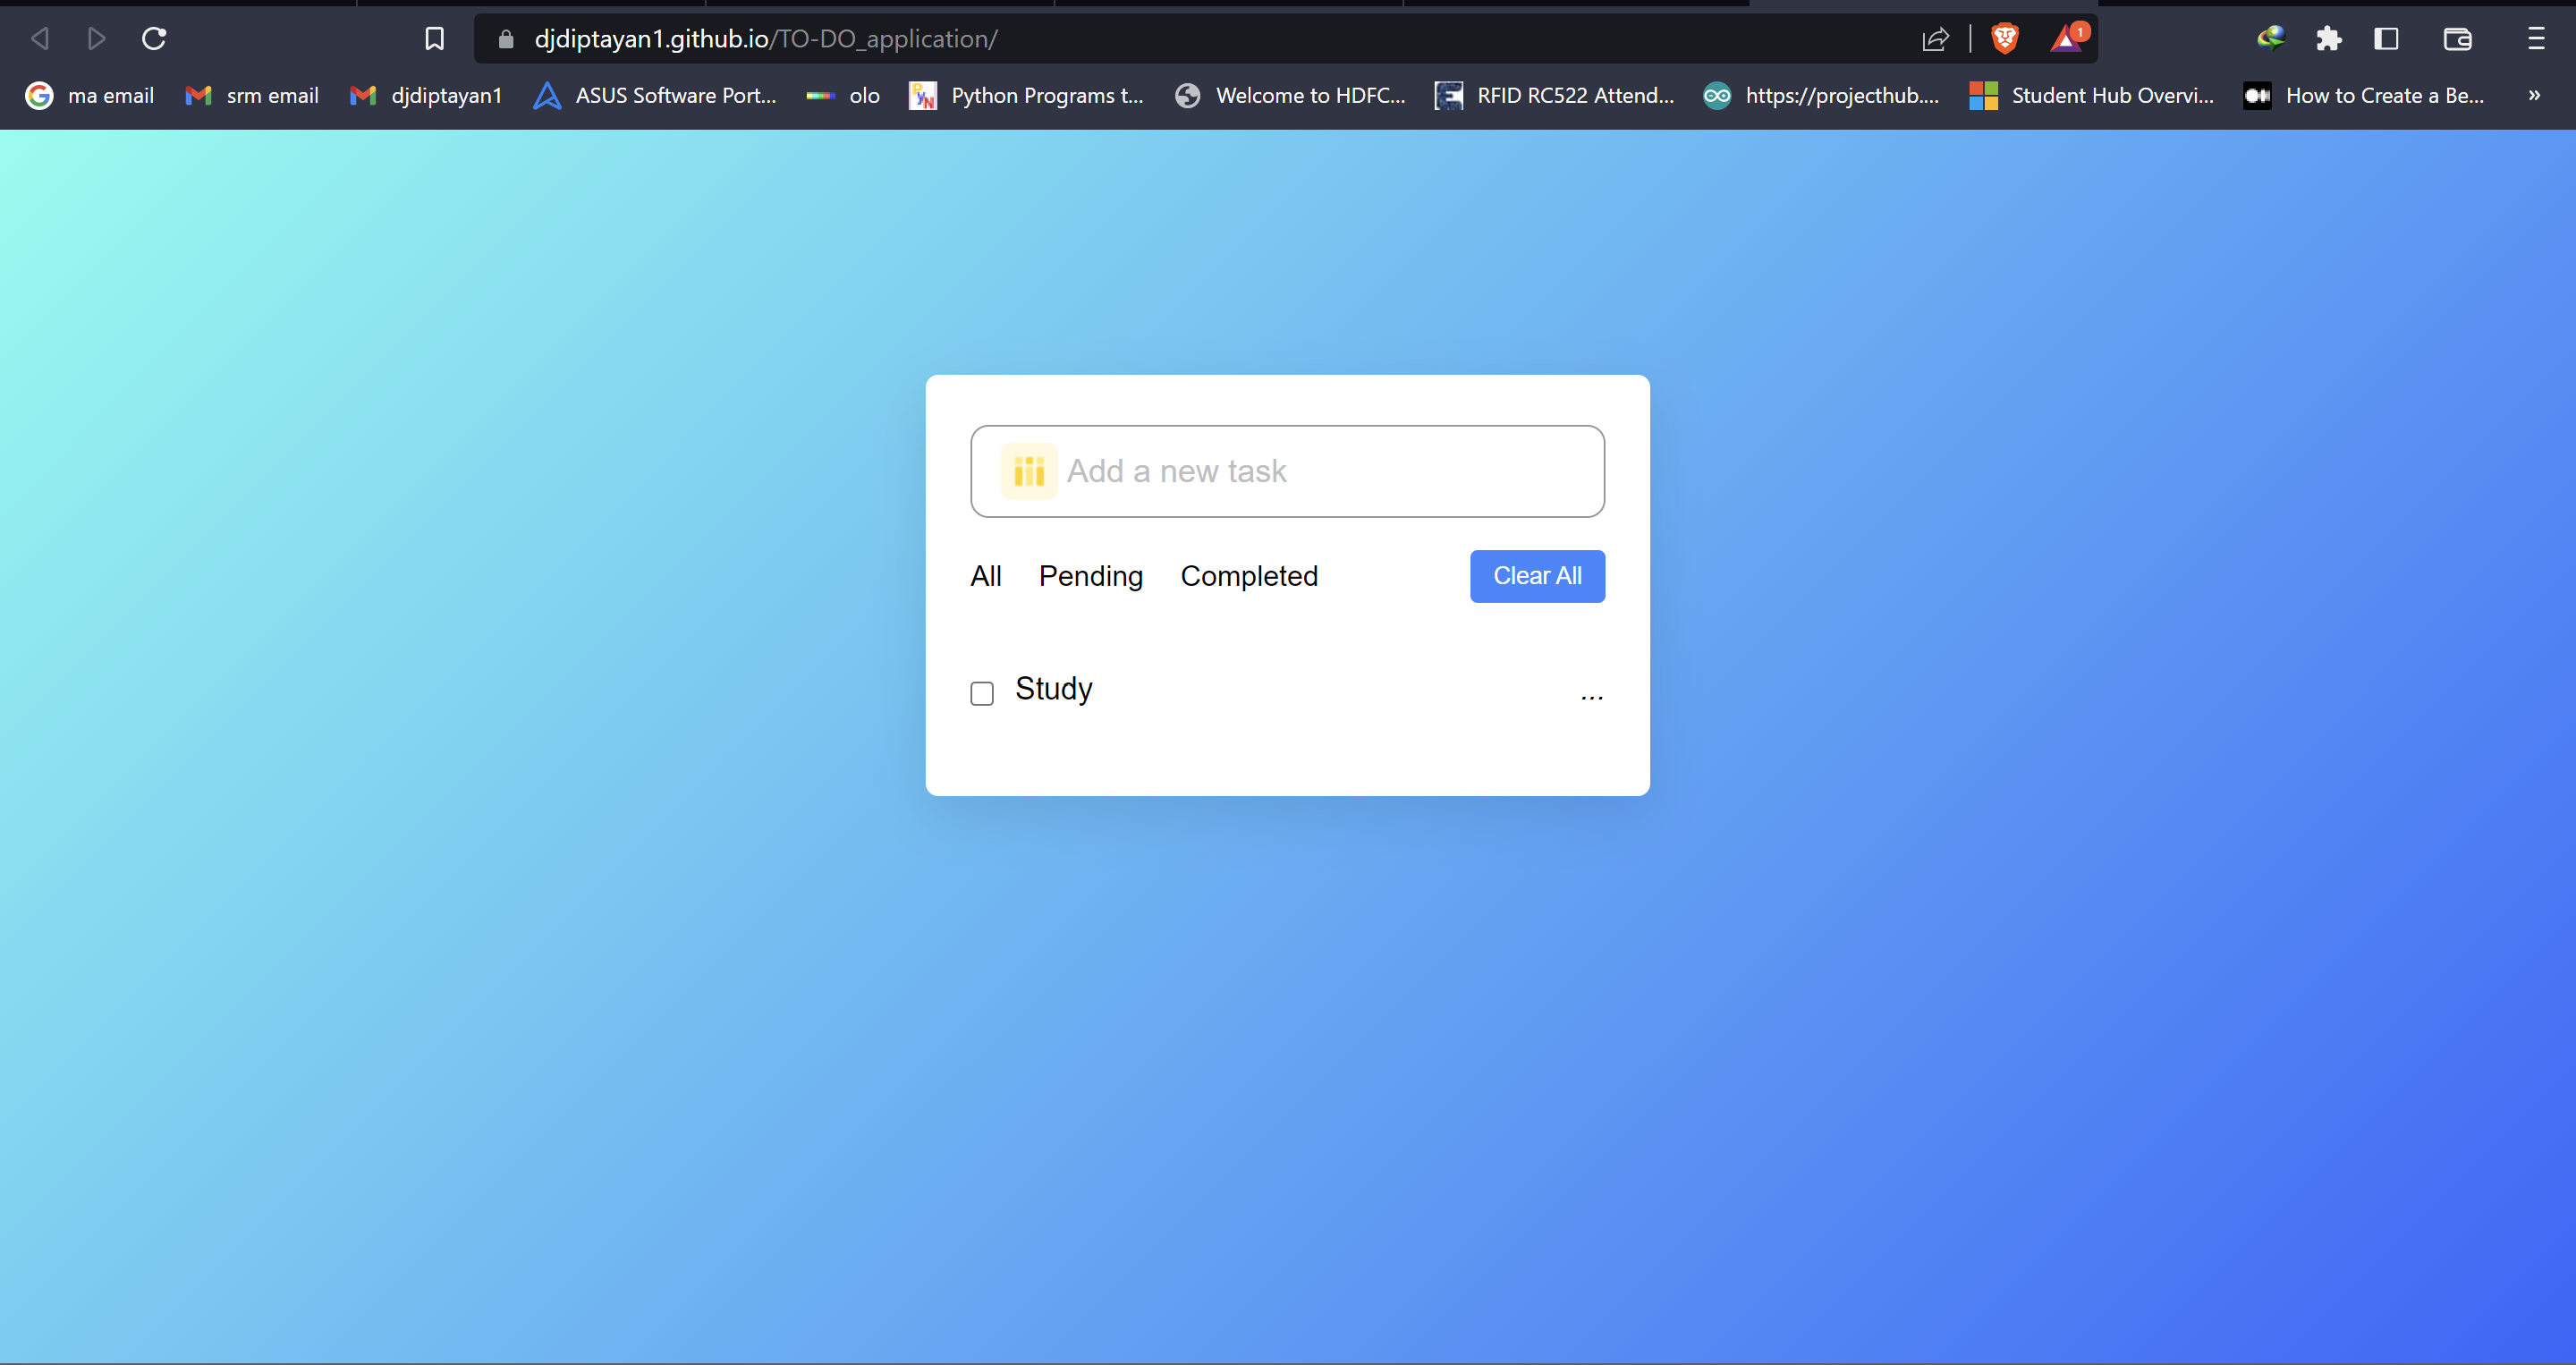 djdiptayan1.github.io/TO-DO_application/
1
ma email srm email djdiptayan1 ASUS Software Port... olo Python Programs t... Welcome to HDFC... RFID RC522 Attend... https://projecthub.... Student Hub Overvi... How to Create a Be... »
Add a new task
All Pending Completed Clear All
Study ...